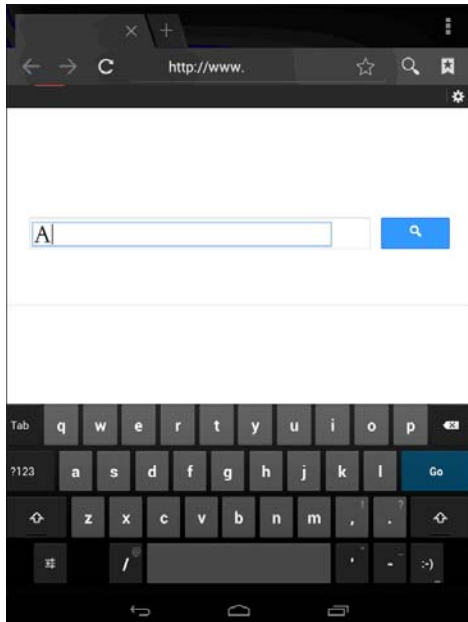 http://www.
A
Tab q w e r t y u i o p
?123 a s d f g h j k l Go
z x c v b n m , ! . ?
/ @ ' " - _ :-)